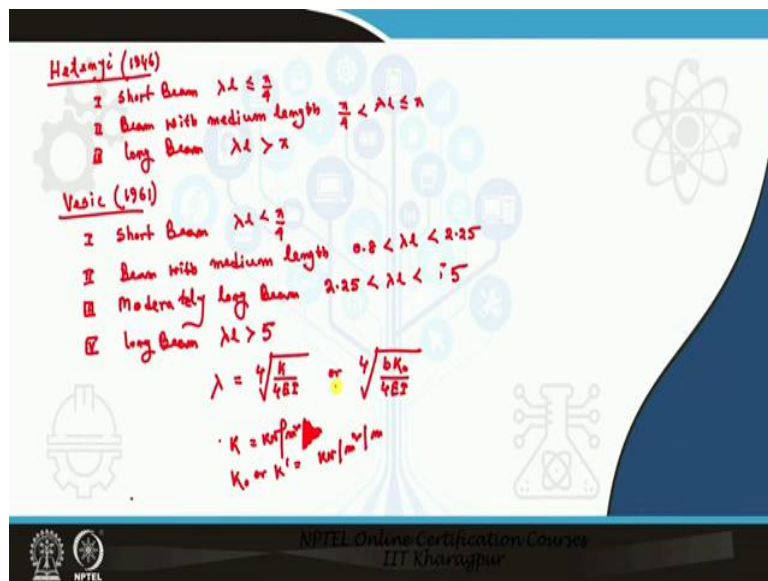 Hetenyi (1946)
I Short Beam λl ≤ π/4
II Beam with medium length π/4 < λl ≤ π
III long Beam λl > π
Vesic (1961)
I Short Beam λl < π/4
II Beam with medium length 0.8 < λl < 2.25
III Moderately long Beam 2.25 < λl < 5
IV long Beam λl > 5
λ = ∜(K/4EI) or ∜(bK₀/4EI)
K = kN/m²
K₀ or K' = kN/m²/m
NPTEL Online Certification Courses
IIT Kharagpur
NPTEL